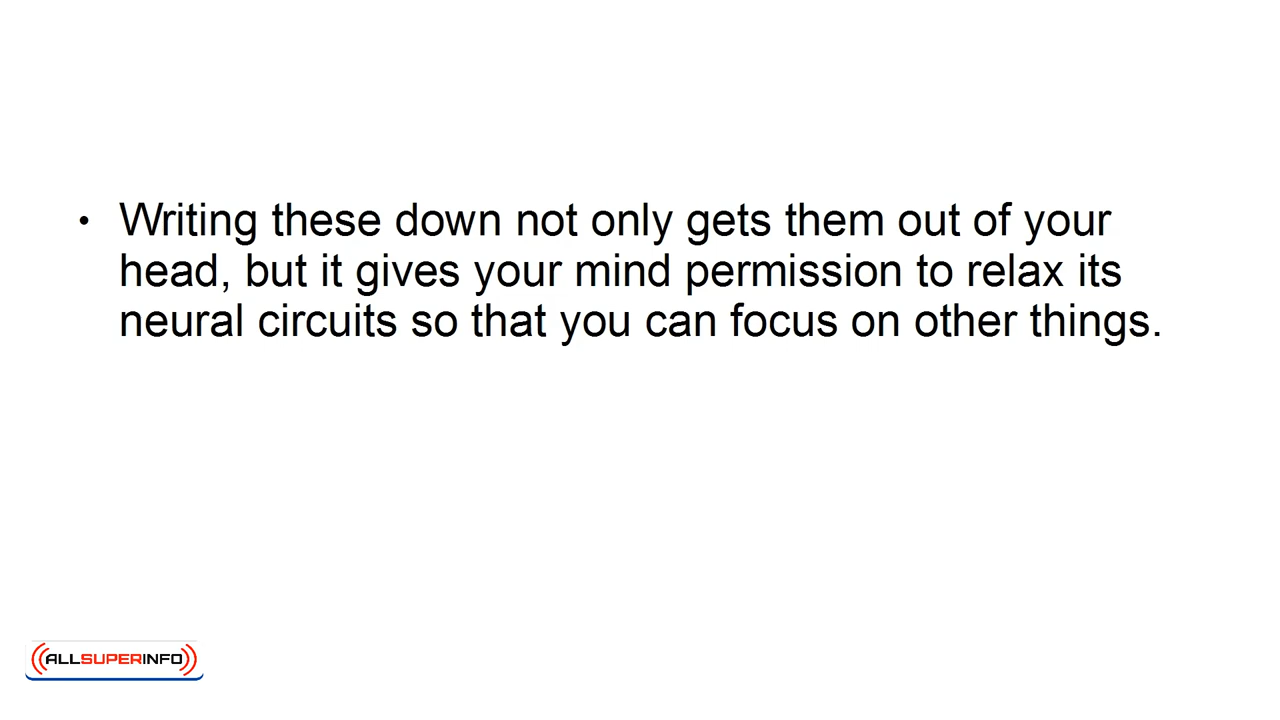 • Writing these down not only gets them out of your
head, but it gives your mind permission to relax its
neural circuits so that you can focus on other things.
ALLSUPERINFO